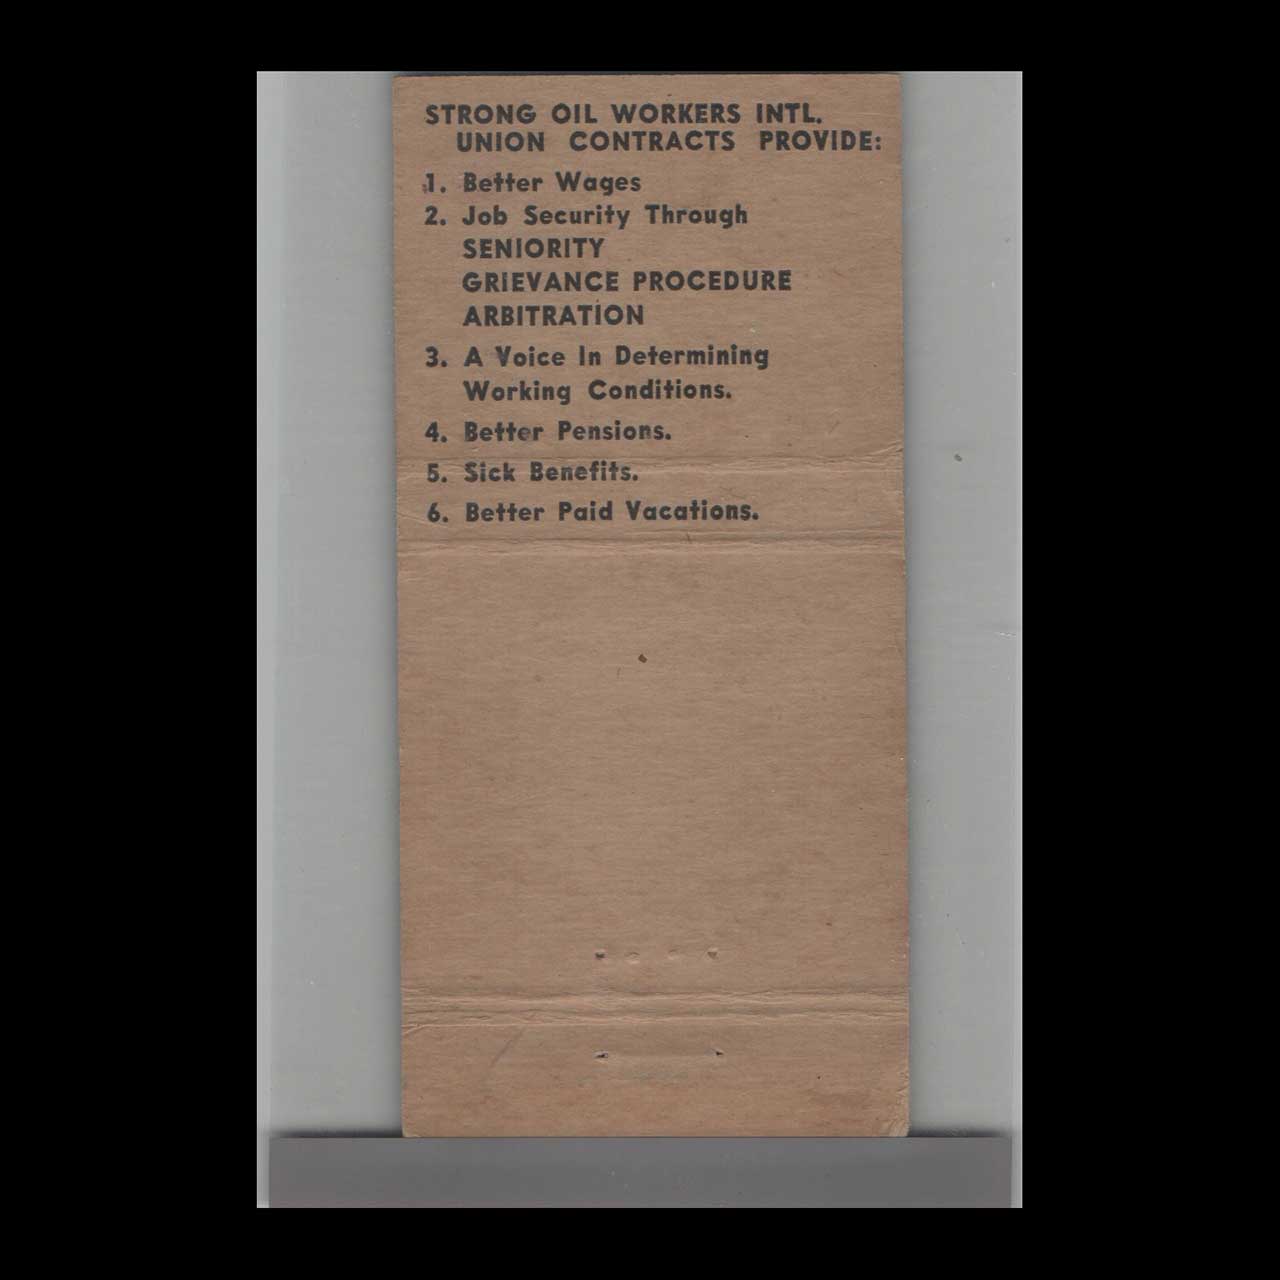 STRONG OIL WORKERS INTL.
UNION CONTRACTS PROVIDE:
1. Better Wages
2. Job Security Through
SENIORITY
GRIEVANCE PROCEDURE
ARBITRATION
3. A Voice In Determining
Working Conditions.
4. Better Pensions.
5. Sick Benefits.
6. Better Paid Vacations.